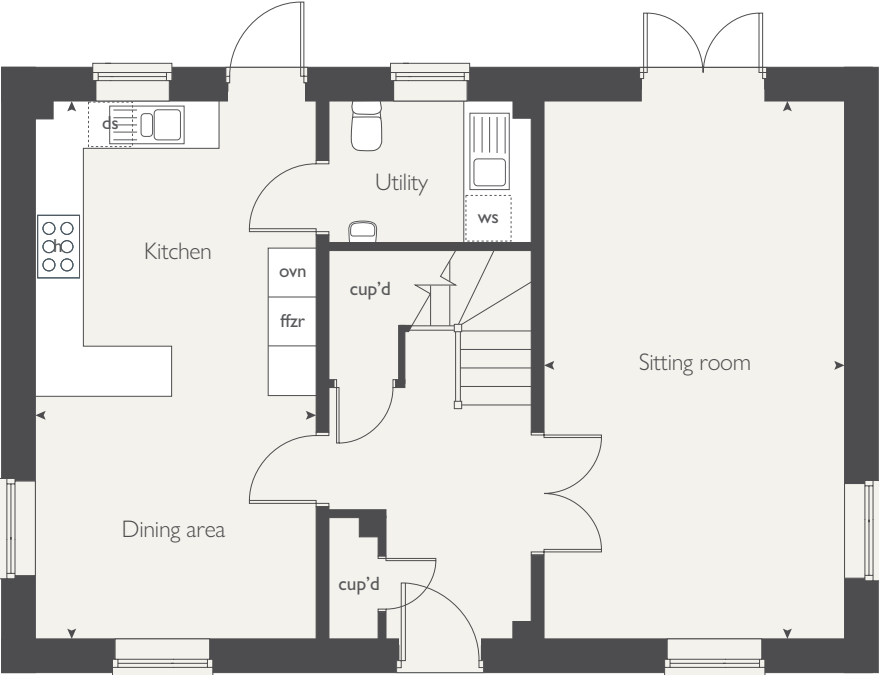 ds
Utility
ws
h
Kitchen
ovn
cup'd
ffzr
Sitting room
Dining area
cup'd